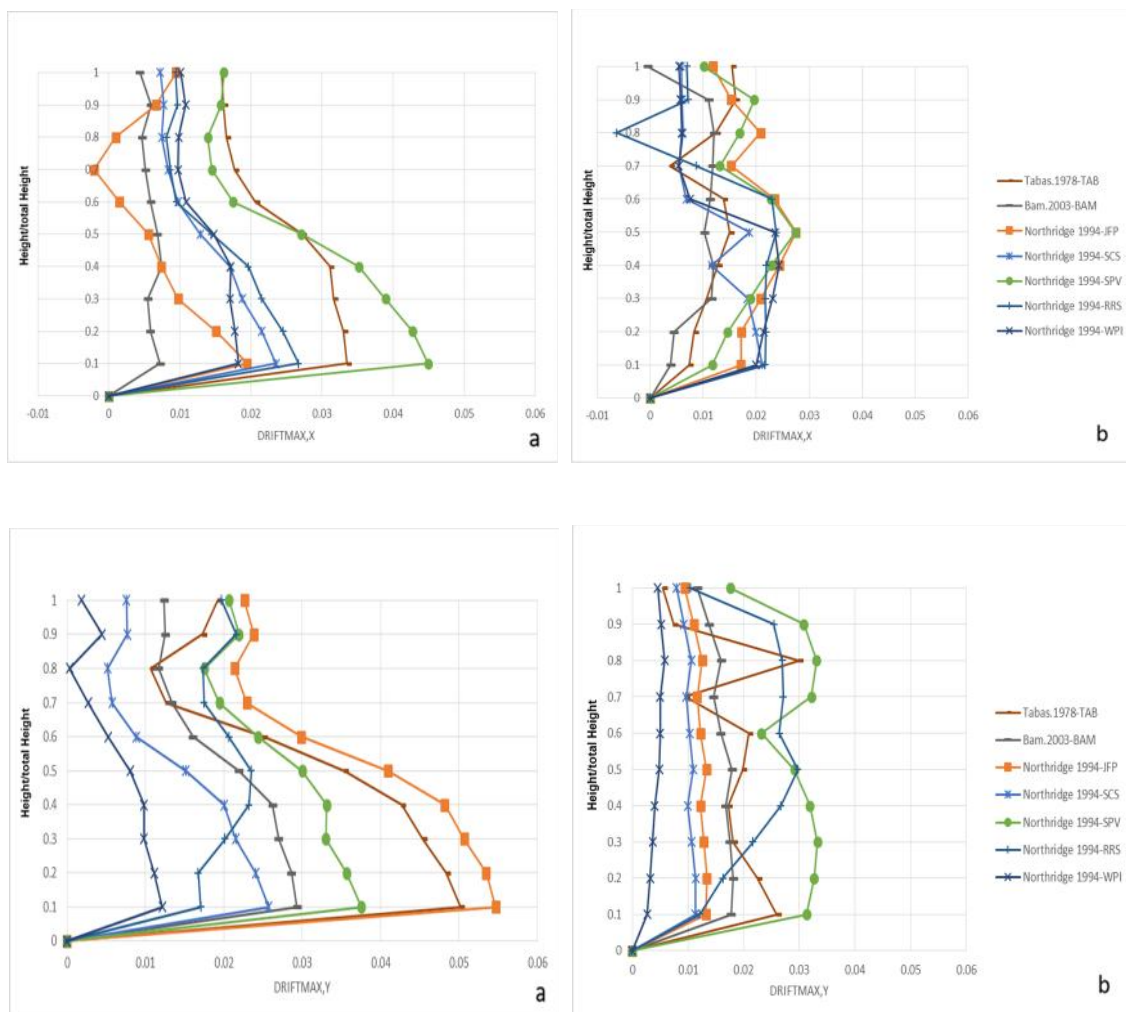 1
0.9
0.8
0.7
0.6
0.5
0.4
0.3
0.2
0.1
0
-0.01
0
0.01
0.02
0.03
0.04
0.05
0.06
Height/total Height
DRIFTMAX,X
a
1
0.9
0.8
0.7
0.6
0.5
0.4
0.3
0.2
0.1
0
-0.01
0
0.01
0.02
0.03
0.04
0.05
0.06
Height/total Height
DRIFTMAX,X
b
Tabas.1978-TAB
Bam.2003-BAM
Northridge 1994-JFP
Northridge 1994-SCS
Northridge 1994-SPV
Northridge 1994-RRS
Northridge 1994-WPI
1
0.9
0.8
0.7
0.6
0.5
0.4
0.3
0.2
0.1
0
0
0.01
0.02
0.03
0.04
0.05
0.06
Height/total Height
DRIFTMAX,Y
a
1
0.9
0.8
0.7
0.6
0.5
0.4
0.3
0.2
0.1
0
0
0.01
0.02
0.03
0.04
0.05
0.06
Height/total Height
DRIFTMAX,Y
b
Tabas.1978-TAB
Bam.2003-BAM
Northridge 1994-JFP
Northridge 1994-SCS
Northridge 1994-SPV
Northridge 1994-RRS
Northridge 1994-WPI